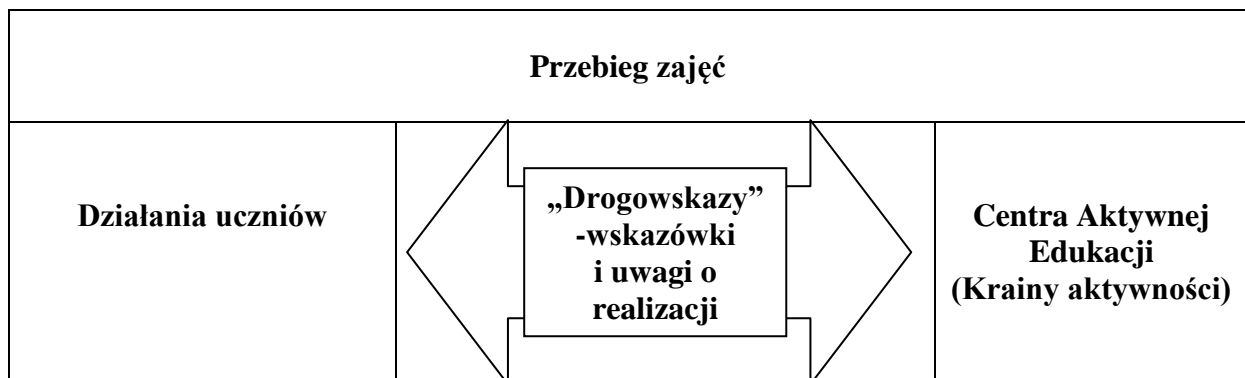 Przebieg zajęć
Działania uczniów
„Drogowskazy”
-wskazówki
i uwagi o
realizacji
Centra Aktywnej
Edukacji
(Krainy aktywności)